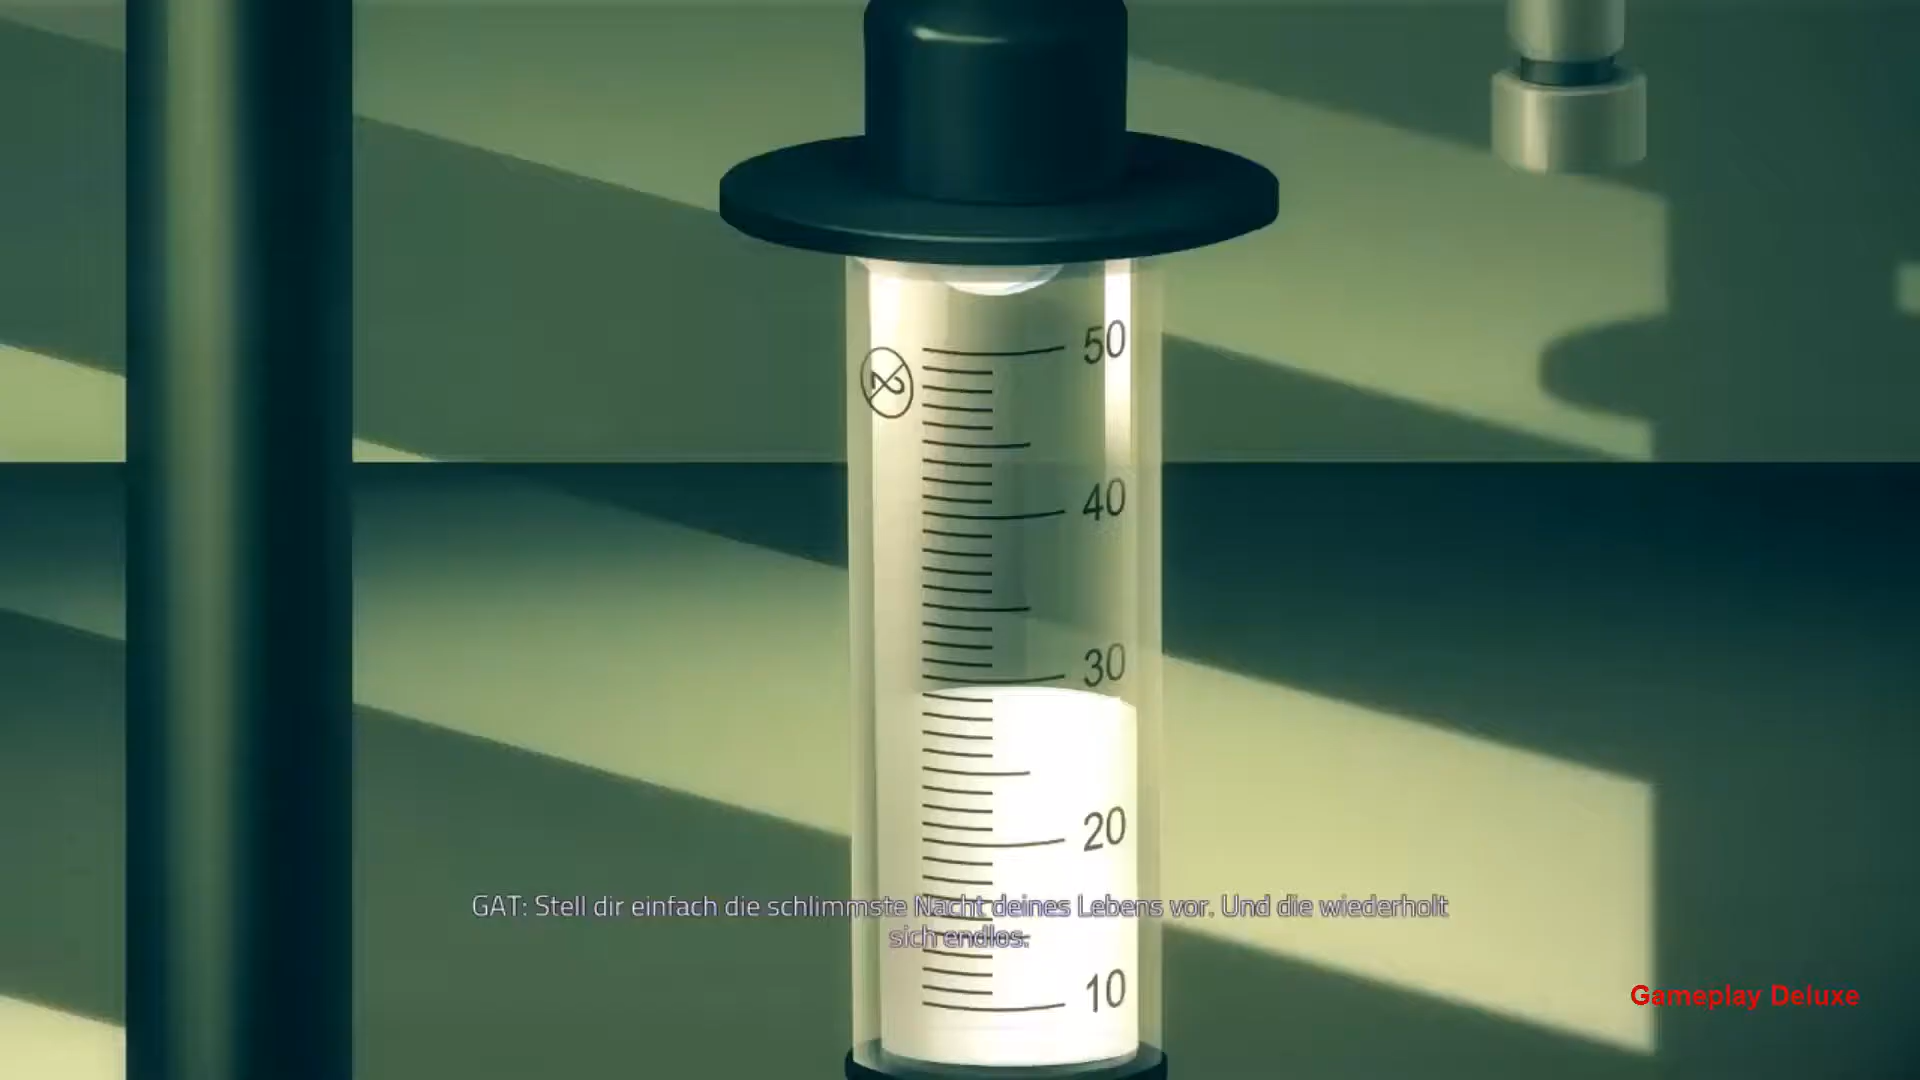 50
2
40
30
20
GAT: Stell dir einfach die schlimmste Nacht deines Lebens vor. Und die wiederholt
sich endlos.
10
Gameplay Deluxe